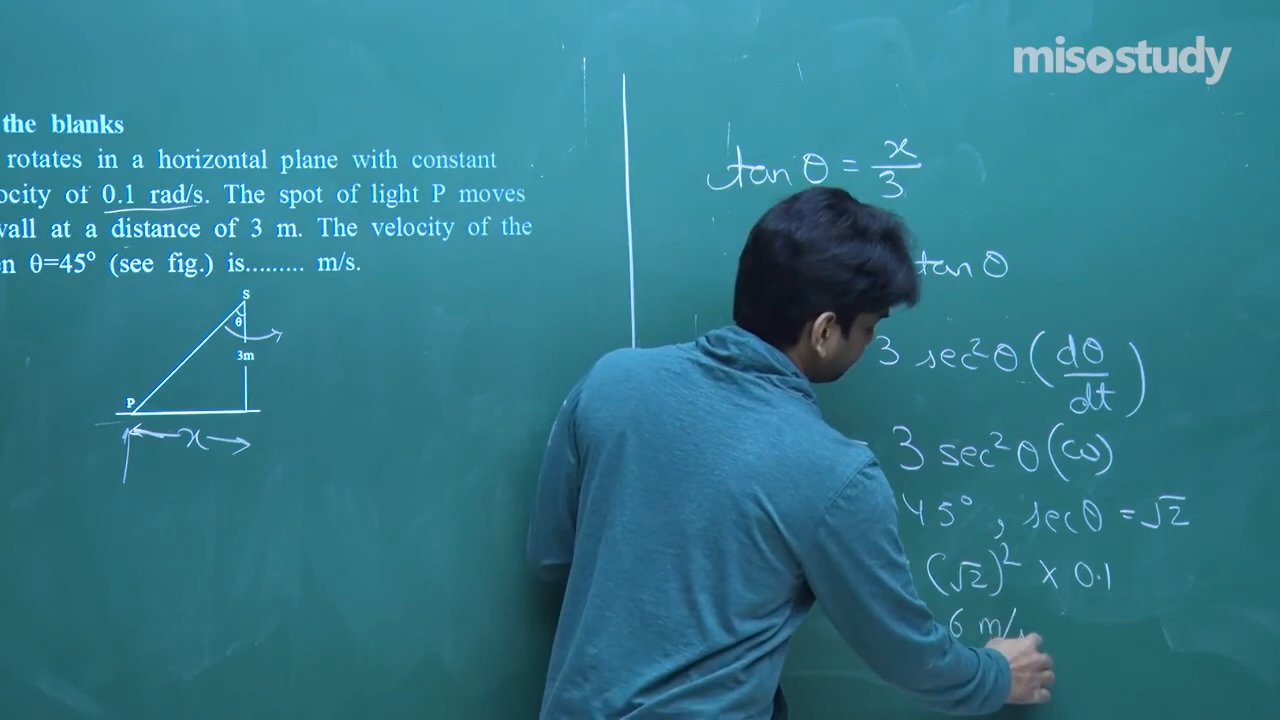 misostudy
the blanks
rotates in a horizontal plane with constant
ocity of 0.1 rad/s. The spot of light P moves
wall at a distance of 3 m. The velocity of the
n θ=45° (see fig.) is......... m/s.
S
θ
3m
P
x
tan θ = x/3
tan θ
3 sec²θ (dθ/dt)
= 3 sec²θ (ω)
45°, secθ = √2
(√2)² × 0.1
6 m/